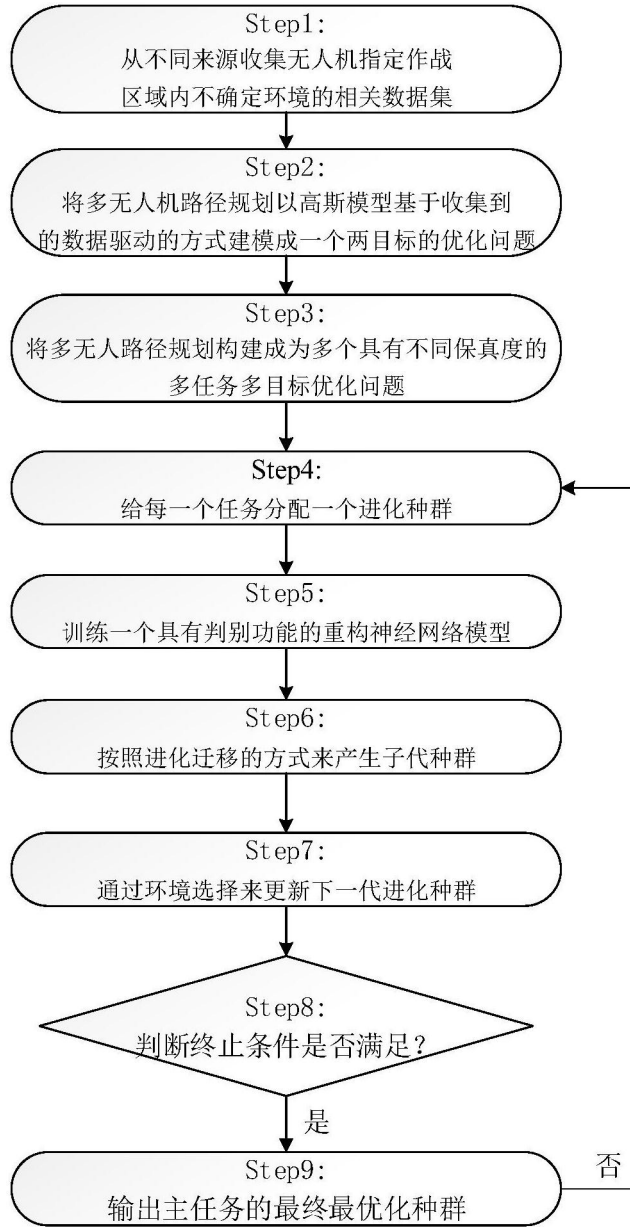 Step1:
从不同来源收集无人机指定作战
区域内不确定环境的相关数据集
Step2:
将多无人机路径规划以高斯模型基于收集到
的数据驱动的方式建模成一个两目标的优化问题
Step3:
将多无人路径规划构建成为多个具有不同保真度的
多任务多目标优化问题
Step4:
给每一个任务分配一个进化种群
Step5:
训练一个具有判别功能的重构神经网络模型
Step6:
按照进化迁移的方式来产生子代种群
Step7:
通过环境选择来更新下一代进化种群
Step8:
判断终止条件是否满足？
是
否
Step9:
输出主任务的最终最优化种群